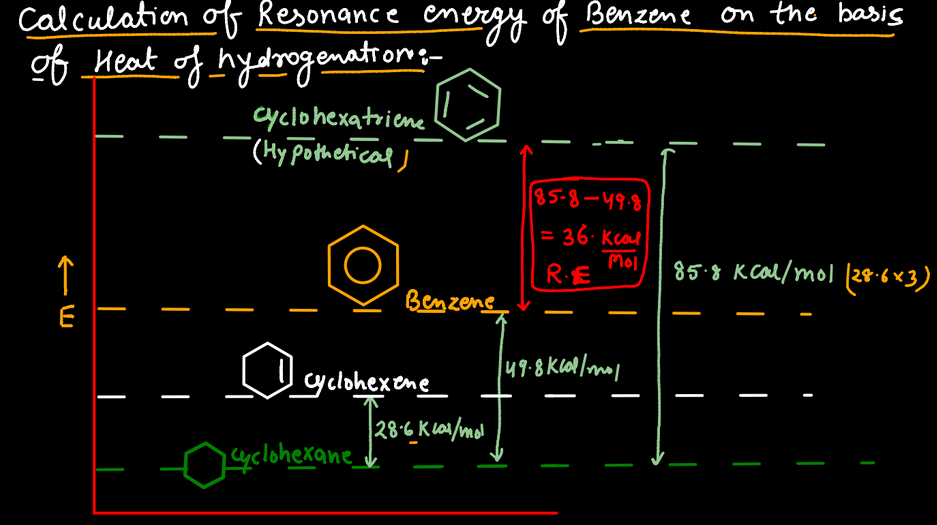 Calculation of Resonance energy of Benzene on the basis
of Heat of hydrogenation:-
cyclohexatriene
(Hypothetical)
85.8 - 49.8
= 36. Kcal/mol
R.E
85.8 Kcal/mol (28.6 x 3)
E
Benzene
49.8 Kcal/mol
cyclohexene
28.6 Kcal/mol
cyclohexane